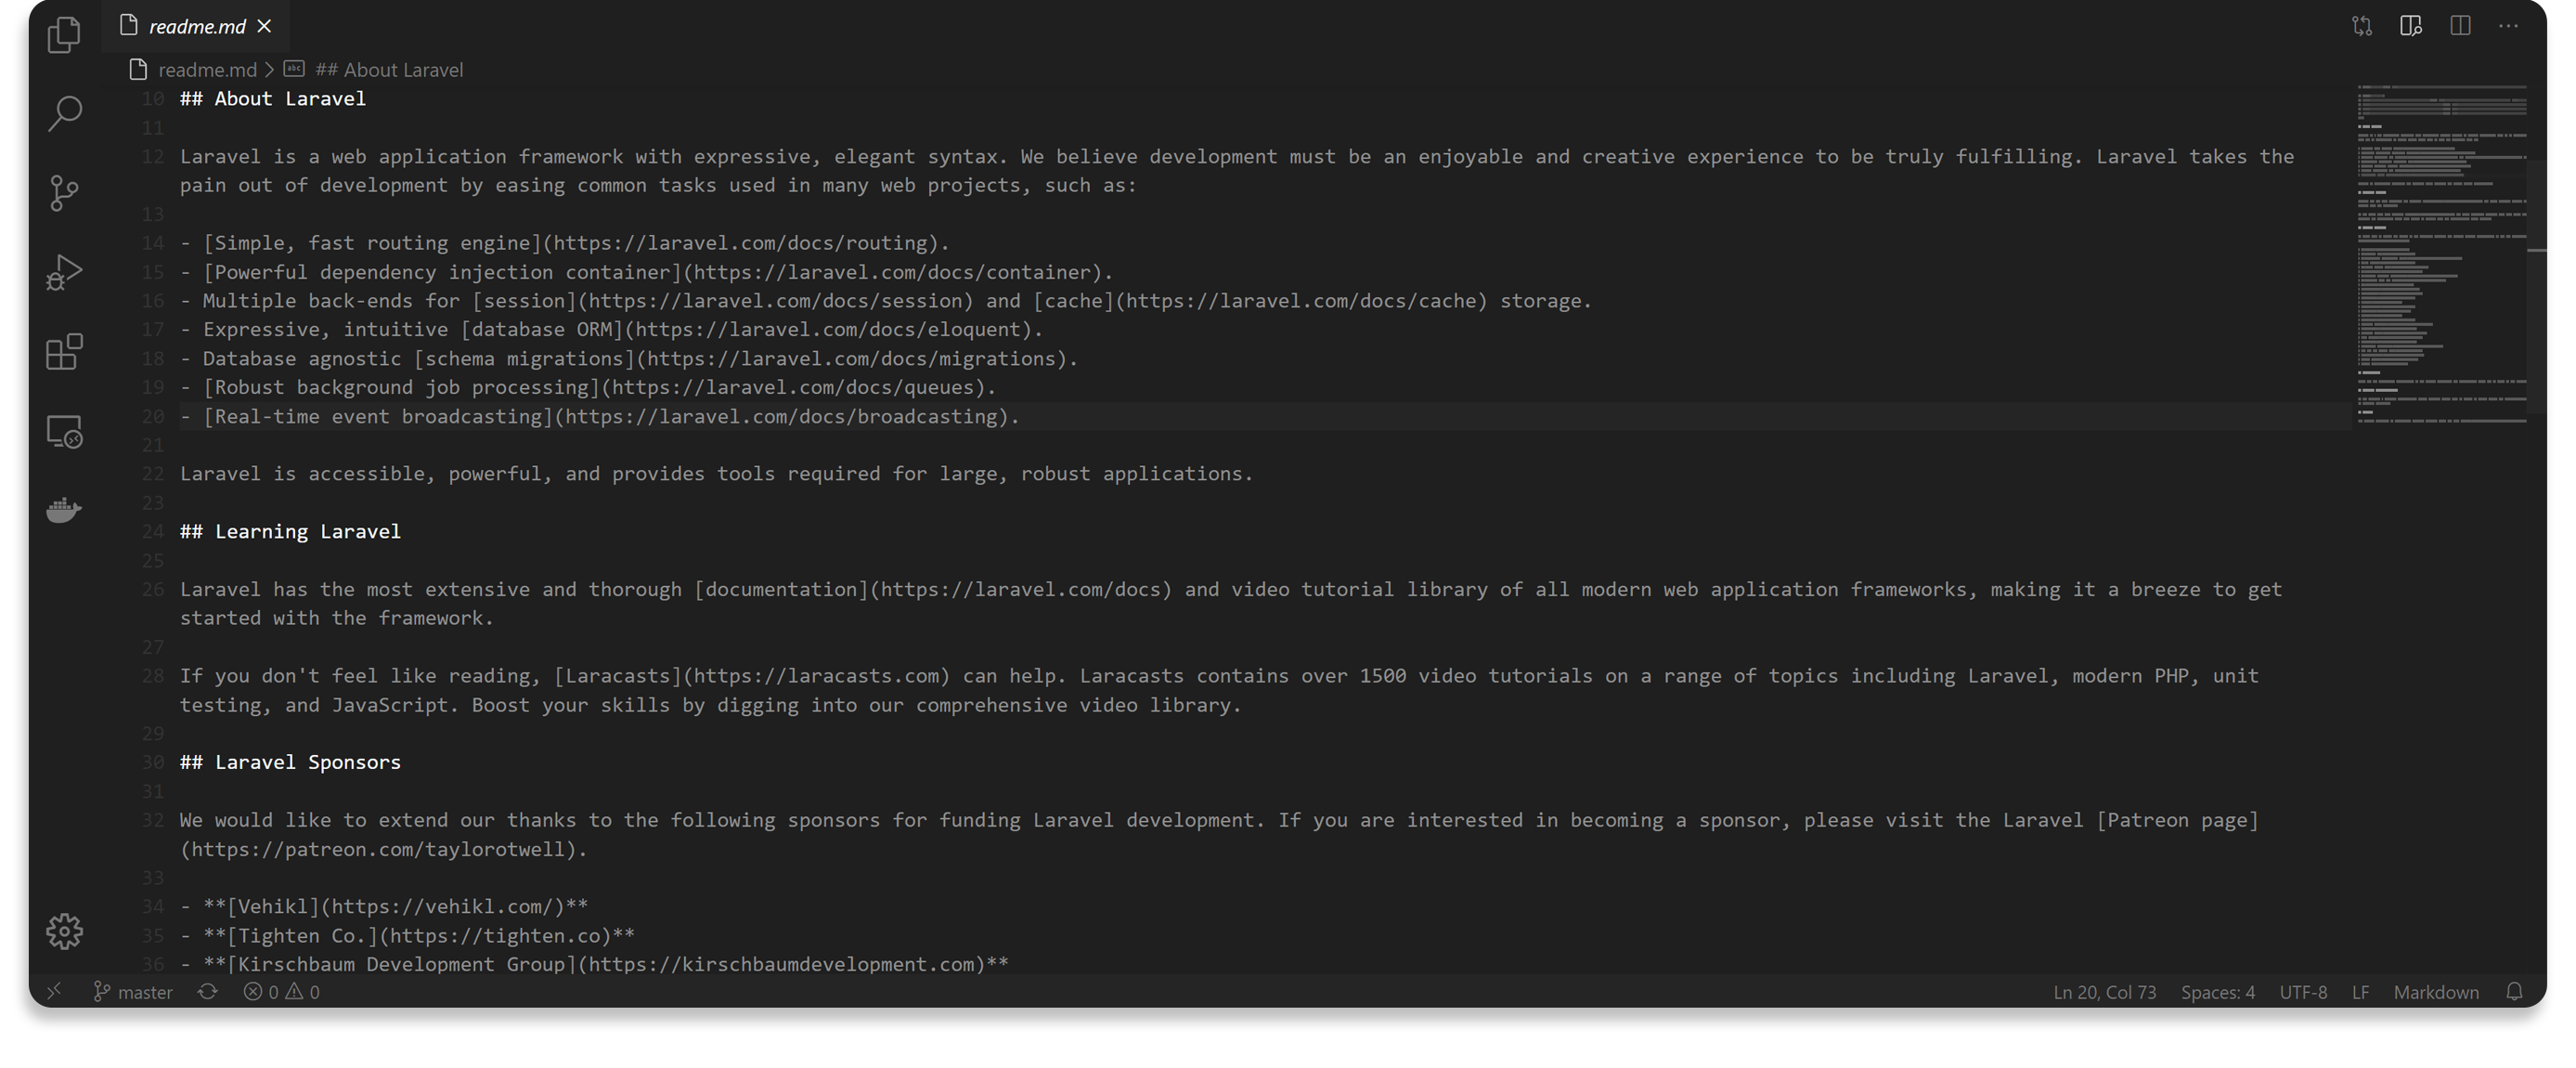 readme.md
readme.md > ## About Laravel
10 ## About Laravel
11
12 Laravel is a web application framework with expressive, elegant syntax. We believe development must be an enjoyable and creative experience to be truly fulfilling. Laravel takes the
pain out of development by easing common tasks used in many web projects, such as:
13
14 - [Simple, fast routing engine](https://laravel.com/docs/routing).
15 - [Powerful dependency injection container](https://laravel.com/docs/container).
16 - Multiple back-ends for [session](https://laravel.com/docs/session) and [cache](https://laravel.com/docs/cache) storage.
17 - Expressive, intuitive [database ORM](https://laravel.com/docs/eloquent).
18 - Database agnostic [schema migrations](https://laravel.com/docs/migrations).
19 - [Robust background job processing](https://laravel.com/docs/queues).
20 - [Real-time event broadcasting](https://laravel.com/docs/broadcasting).
21
22 Laravel is accessible, powerful, and provides tools required for large, robust applications.
23
24 ## Learning Laravel
25
26 Laravel has the most extensive and thorough [documentation](https://laravel.com/docs) and video tutorial library of all modern web application frameworks, making it a breeze to get
started with the framework.
27
28 If you don't feel like reading, [Laracasts](https://laracasts.com) can help. Laracasts contains over 1500 video tutorials on a range of topics including Laravel, modern PHP, unit
testing, and JavaScript. Boost your skills by digging into our comprehensive video library.
29
30 ## Laravel Sponsors
31
32 We would like to extend our thanks to the following sponsors for funding Laravel development. If you are interested in becoming a sponsor, please visit the Laravel [Patreon page]
(https://patreon.com/taylorotwell).
33
34 - **[Vehikl](https://vehikl.com/)**
35 - **[Tighten Co.](https://tighten.co)**
36 - **[Kirschbaum Development Group](https://kirschbaumdevelopment.com)**
master 0 0 Ln 20, Col 73 Spaces: 4 UTF-8 LF Markdown